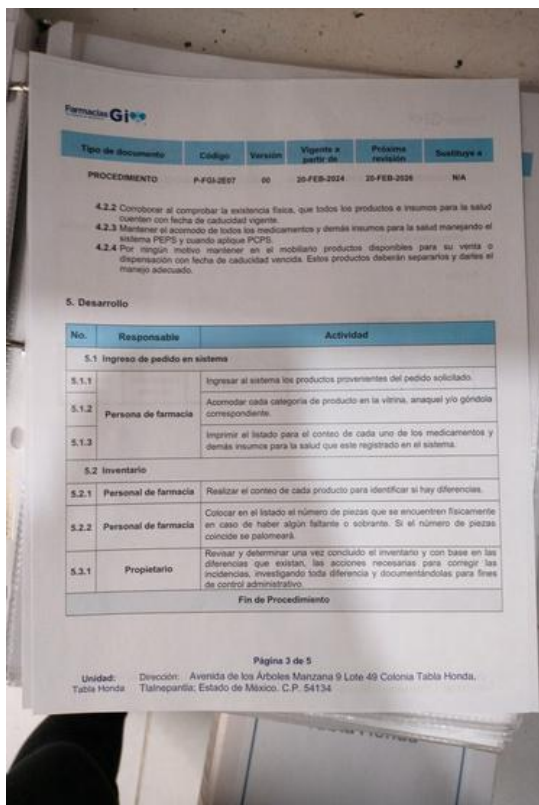 Farmacias Gi
Tipo de documento Código Versión Vigente a partir de Próxima revisión Sustituye a
PROCEDIMIENTO P-FGI-2E07 00 20-FEB-2024 20-FEB-2026 N/A
4.2.2 Corroborar al comprobar la existencia física, que todos los productos e insumos para la salud
cuenten con fecha de caducidad vigente.
4.2.3 Mantener el acomodo de todos los medicamentos y demás insumos para la salud manejando el
sistema PEPS y cuando aplique PCPS.
4.2.4 Por ningún motivo mantener en el mobiliario productos disponibles para su venta o
dispensación con fecha de caducidad vencida. Estos productos deberán separarlos y darles el
manejo adecuado.
5. Desarrollo
No. Responsable Actividad
5.1 Ingreso de pedido en sistema
5.1.1 Ingresar al sistema los productos provenientes del pedido solicitado.
5.1.2 Persona de farmacia Acomodar cada categoría de producto en la vitrina, anaquel y/o góndola
correspondiente.
5.1.3 Imprimir el listado para el conteo de cada uno de los medicamentos y
demás insumos para la salud que este registrado en el sistema.
5.2 Inventario
5.2.1 Personal de farmacia Realizar el conteo de cada producto para identificar si hay diferencias.
5.2.2 Personal de farmacia Colocar en el listado el número de piezas que se encuentren físicamente
en caso de haber algún faltante o sobrante. Si el número de piezas
coincide se palomeará.
5.3.1 Propietario Revisar y determinar una vez concluido el inventario y con base en las
diferencias que existan, las acciones necesarias para corregir las
incidencias, investigando toda diferencia y documentándolas para fines
de control administrativo.
Fin de Procedimiento
Página 3 de 5
Unidad: Dirección: Avenida de los Árboles Manzana 9 Lote 49 Colonia Tabla Honda,
Tabla Honda Tlalnepantla; Estado de México. C.P. 54134